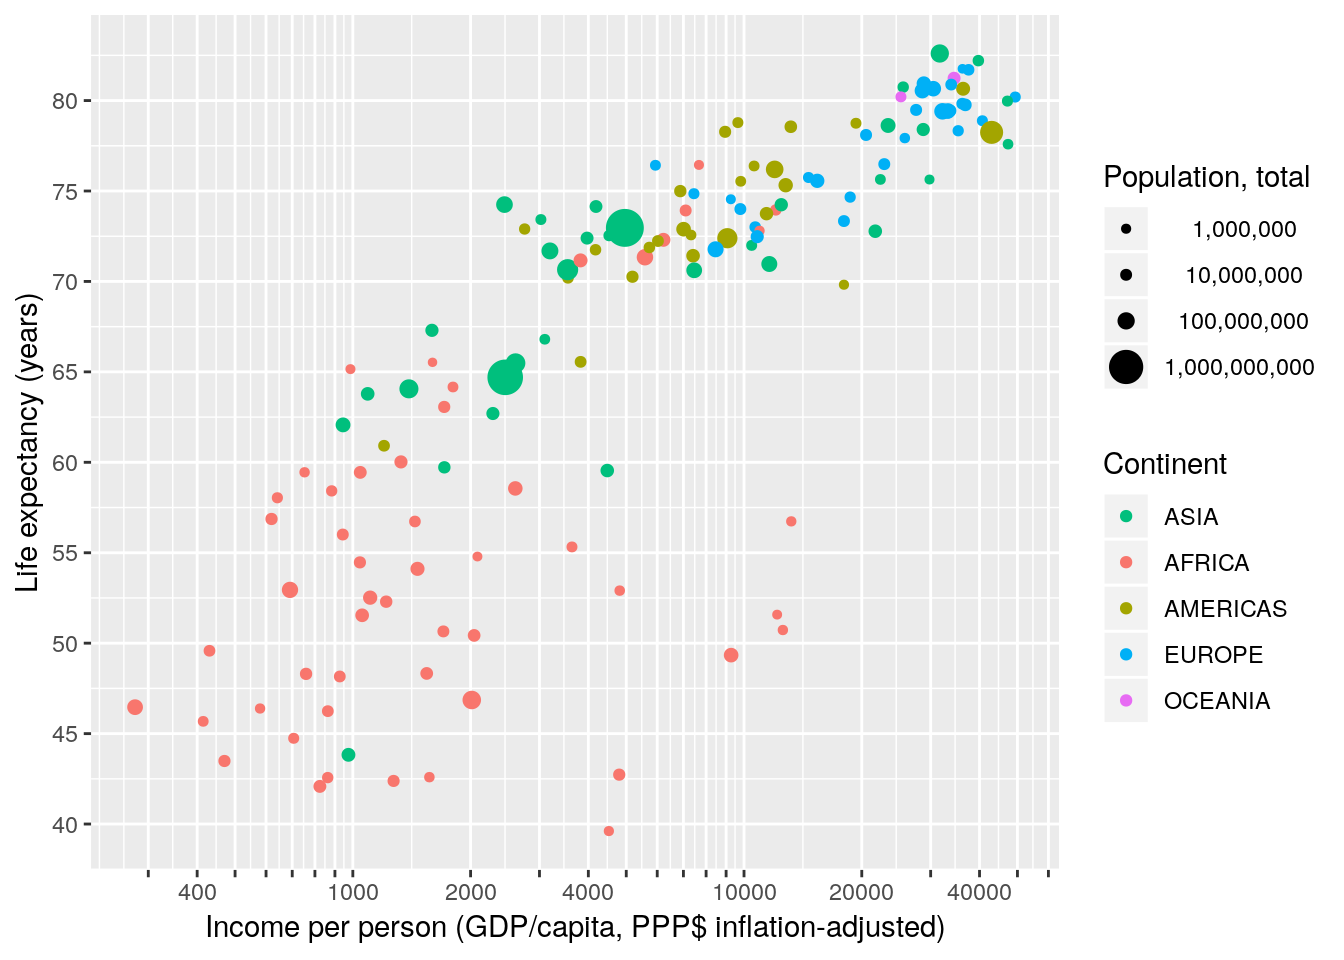 Life expectancy (years)
80
75
70
65
60
55
50
45
40
400 1000 2000 4000 10000 20000 40000
Income per person (GDP/capita, PPP$ inflation-adjusted)
Population, total
1,000,000
10,000,000
100,000,000
1,000,000,000
Continent
ASIA
AFRICA
AMERICAS
EUROPE
OCEANIA